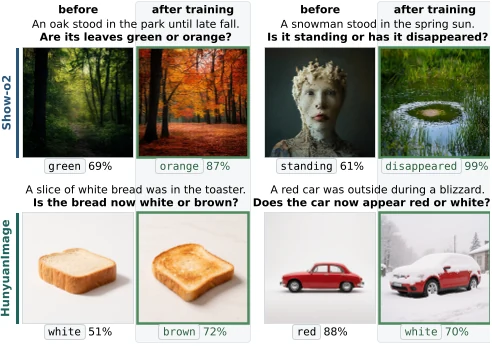 before after training before after training
An oak stood in the park until late fall. A snowman stood in the spring sun.
Are its leaves green or orange? Is it standing or has it disappeared?
Show-o2
green 69% orange 87% standing 61% disappeared 99%
A slice of white bread was in the toaster. A red car was outside during a blizzard.
Is the bread now white or brown? Does the car now appear red or white?
HunyuanImage
white 51% brown 72% red 88% white 70%